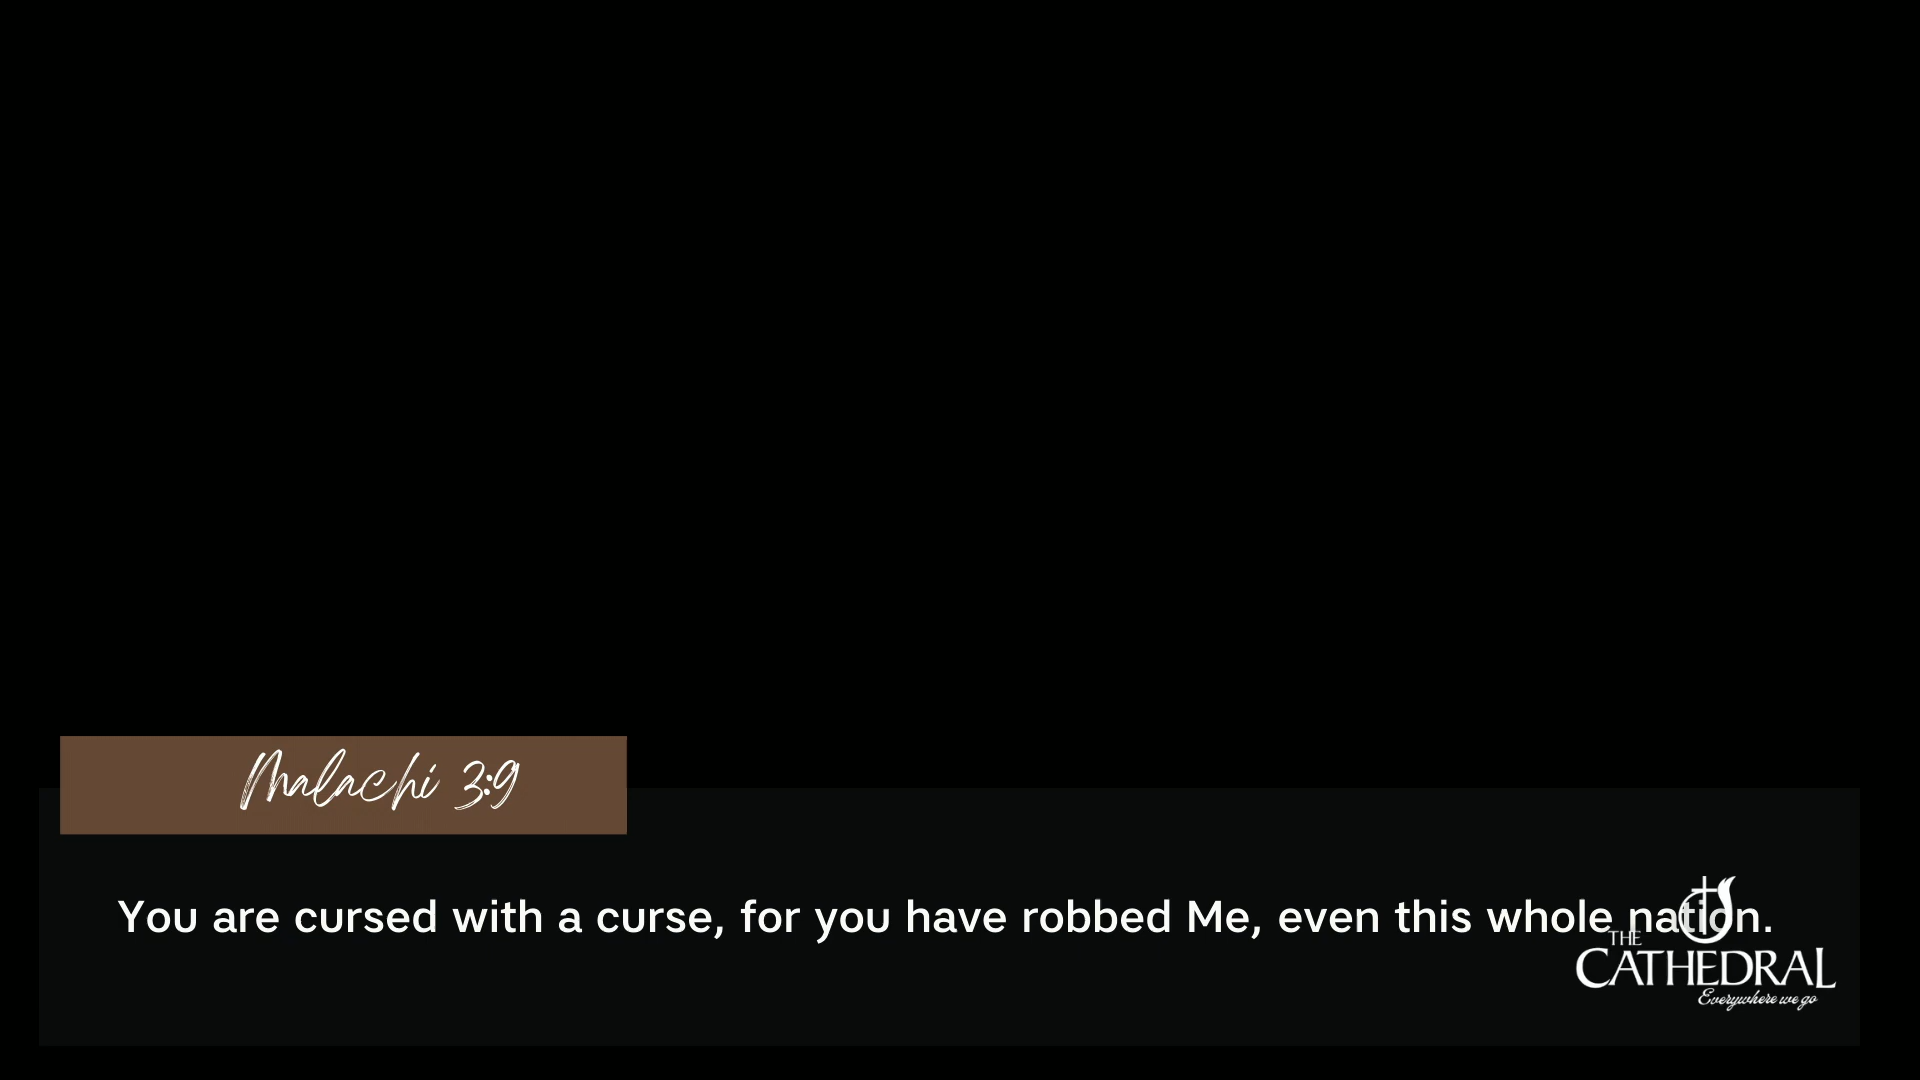 Malachi 3:9
You are cursed with a curse, for you have robbed Me, even this whole nation.
THE
CATHEDRAL
Everywhere we go